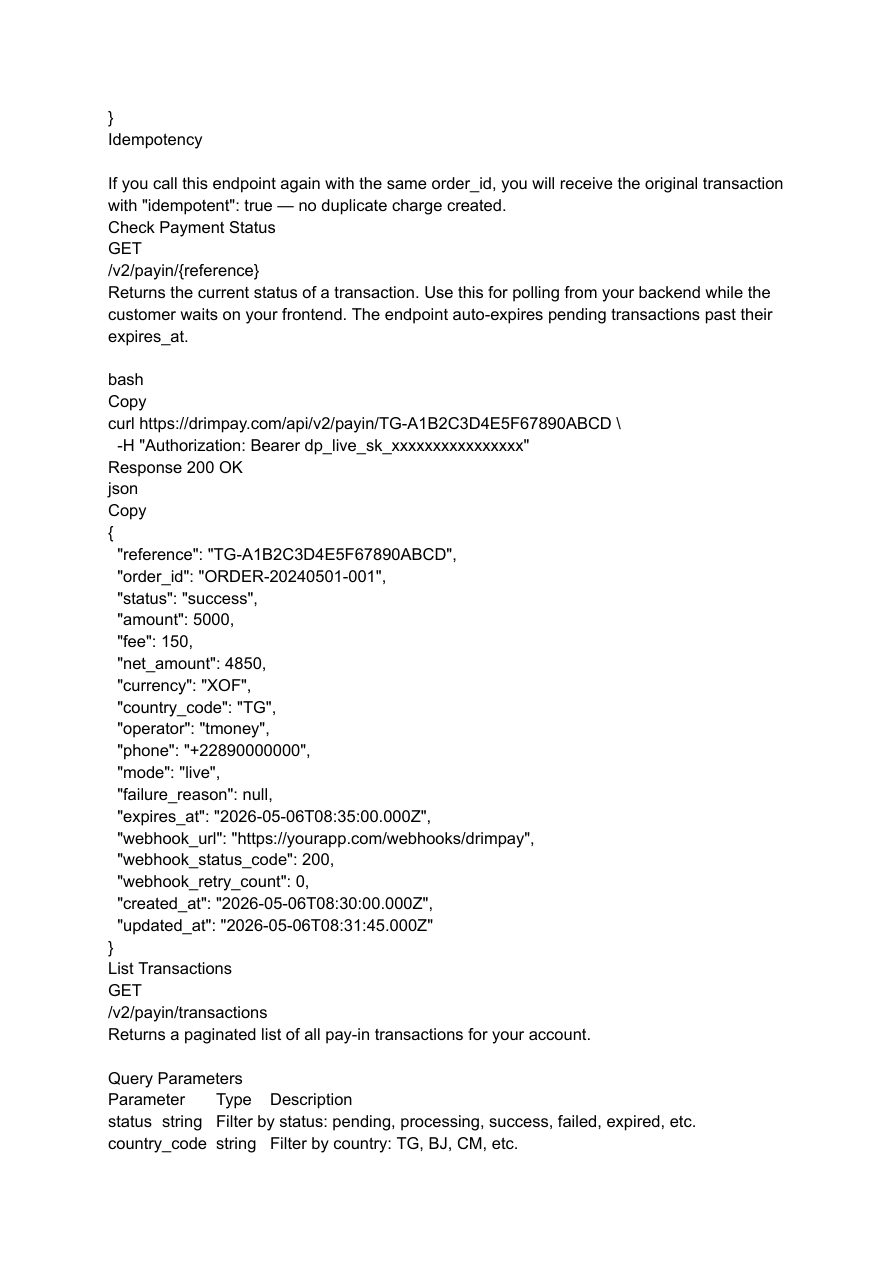 }
Idempotency
If you call this endpoint again with the same order_id, you will receive the original transaction
with "idempotent": true — no duplicate charge created.
Check Payment Status
GET
/v2/payin/{reference}
Returns the current status of a transaction. Use this for polling from your backend while the
customer waits on your frontend. The endpoint auto-expires pending transactions past their
expires_at.
bash
Copy
curl https://drimpay.com/api/v2/payin/TG-A1B2C3D4E5F67890ABCD \
  -H "Authorization: Bearer dp_live_sk_xxxxxxxxxxxxxxxx"
Response 200 OK
json
Copy
{
  "reference": "TG-A1B2C3D4E5F67890ABCD",
  "order_id": "ORDER-20240501-001",
  "status": "success",
  "amount": 5000,
  "fee": 150,
  "net_amount": 4850,
  "currency": "XOF",
  "country_code": "TG",
  "operator": "tmoney",
  "phone": "+22890000000",
  "mode": "live",
  "failure_reason": null,
  "expires_at": "2026-05-06T08:35:00.000Z",
  "webhook_url": "https://yourapp.com/webhooks/drimpay",
  "webhook_status_code": 200,
  "webhook_retry_count": 0,
  "created_at": "2026-05-06T08:30:00.000Z",
  "updated_at": "2026-05-06T08:31:45.000Z"
}
List Transactions
GET
/v2/payin/transactions
Returns a paginated list of all pay-in transactions for your account.
Query Parameters
Parameter Type Description
status string Filter by status: pending, processing, success, failed, expired, etc.
country_code string Filter by country: TG, BJ, CM, etc.